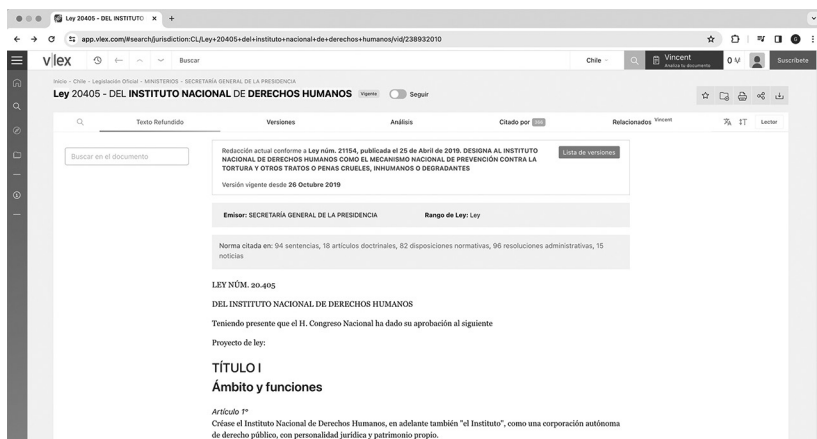 Ley 20405 - DEL INSTITUTO
app.vlex.com/#search/jurisdiction:CL/Ley+20405+del+instituto+nacional+de+derechos+humanos/vid/238932010
vlex
Buscar
Chile
Vincent
Analiza tu documento
0
Suscríbete
Inicio - Chile - Legislación Oficial - MINISTERIOS - SECRETARÍA GENERAL DE LA PRESIDENCIA
Ley 20405 - DEL INSTITUTO NACIONAL DE DERECHOS HUMANOS Vigente Seguir
Texto Refundido Versiones Análisis Citado por Relacionados Vincent Lector
Buscar en el documento
Redacción actual conforme a Ley núm. 21154, publicada el 25 de Abril de 2019. DESIGNA AL INSTITUTO
NACIONAL DE DERECHOS HUMANOS COMO EL MECANISMO NACIONAL DE PREVENCIÓN CONTRA LA
TORTURA Y OTROS TRATOS O PENAS CRUELES, INHUMANOS O DEGRADANTES
Lista de versiones
Versión vigente desde 26 Octubre 2019
Emisor: SECRETARÍA GENERAL DE LA PRESIDENCIA Rango de Ley: Ley
Norma citada en: 94 sentencias, 18 artículos doctrinales, 82 disposiciones normativas, 96 resoluciones administrativas, 15
noticias
LEY NÚM. 20.405
DEL INSTITUTO NACIONAL DE DERECHOS HUMANOS
Teniendo presente que el H. Congreso Nacional ha dado su aprobación al siguiente
Proyecto de ley:
TÍTULO I
Ámbito y funciones
Artículo 1º
Créase el Instituto Nacional de Derechos Humanos, en adelante también "el Instituto", como una corporación autónoma
de derecho público, con personalidad jurídica y patrimonio propio.